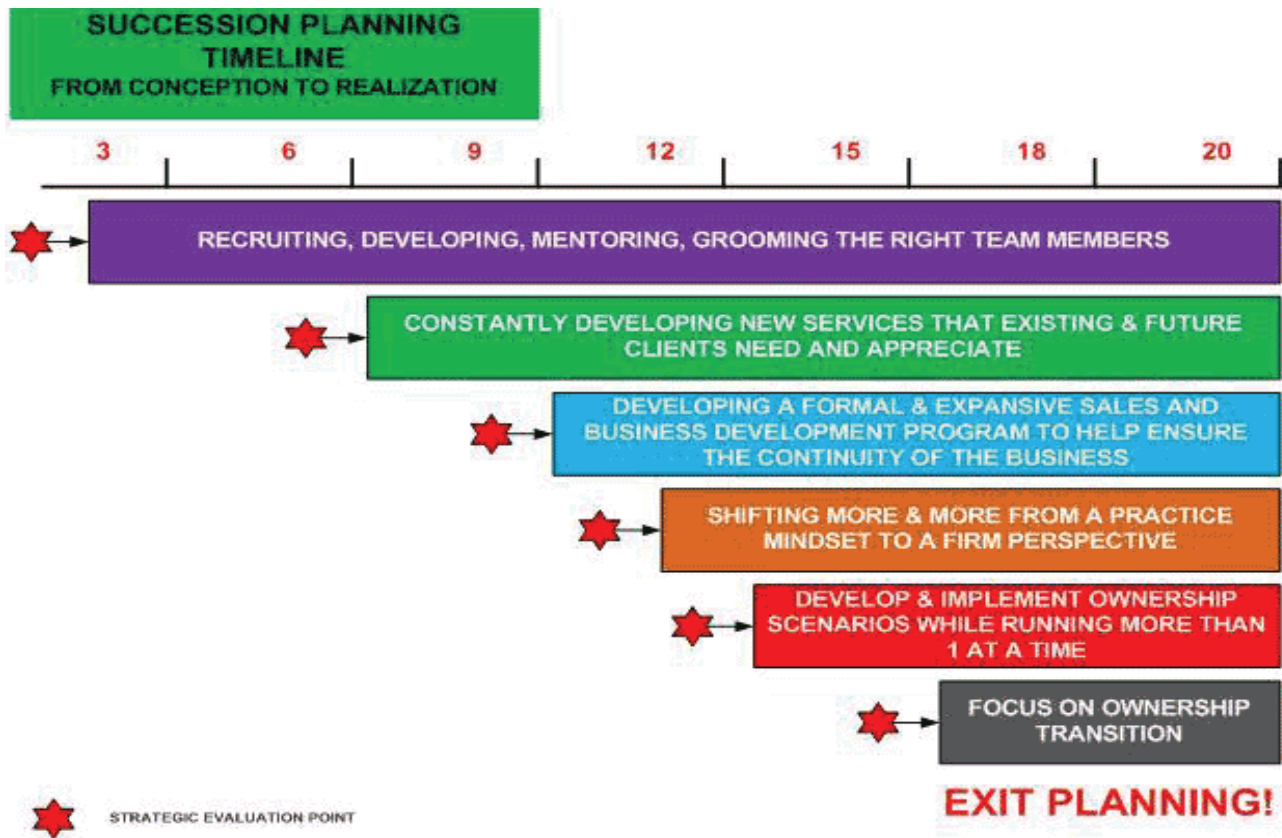 SUCCESSION PLANNING
TIMELINE
FROM CONCEPTION TO REALIZATION
3 6 9 12 15 18 20
RECRUITING, DEVELOPING, MENTORING, GROOMING THE RIGHT TEAM MEMBERS
CONSTANTLY DEVELOPING NEW SERVICES THAT EXISTING & FUTURE
CLIENTS NEED AND APPRECIATE
DEVELOPING A FORMAL & EXPANSIVE SALES AND
BUSINESS DEVELOPMENT PROGRAM TO HELP ENSURE
THE CONTINUITY OF THE BUSINESS
SHIFTING MORE & MORE FROM A PRACTICE
MINDSET TO A FIRM PERSPECTIVE
DEVELOP & IMPLEMENT OWNERSHIP
SCENARIOS WHILE RUNNING MORE THAN
1 AT A TIME
FOCUS ON OWNERSHIP
TRANSITION
EXIT PLANNING!
STRATEGIC EVALUATION POINT